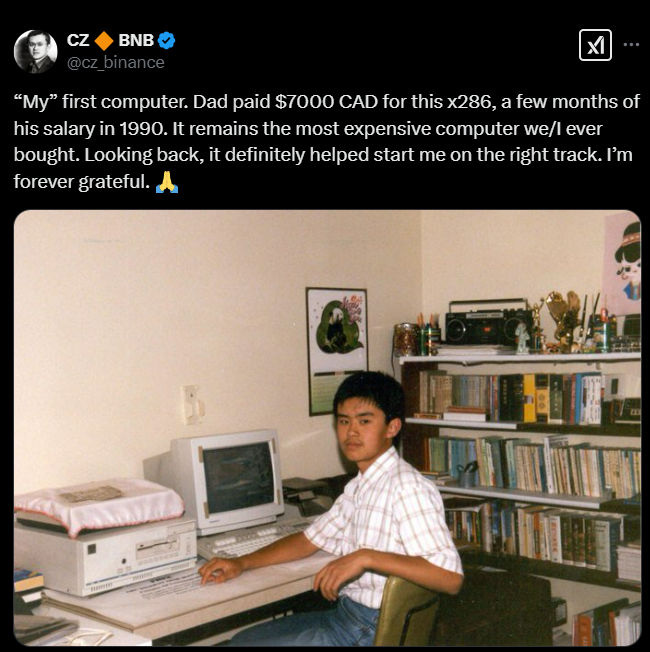 CZ 🔶 BNB
@cz_binance
“My” first computer. Dad paid $7000 CAD for this x286, a few months of
his salary in 1990. It remains the most expensive computer we/I ever
bought. Looking back, it definitely helped start me on the right track. I’m
forever grateful. 🙏